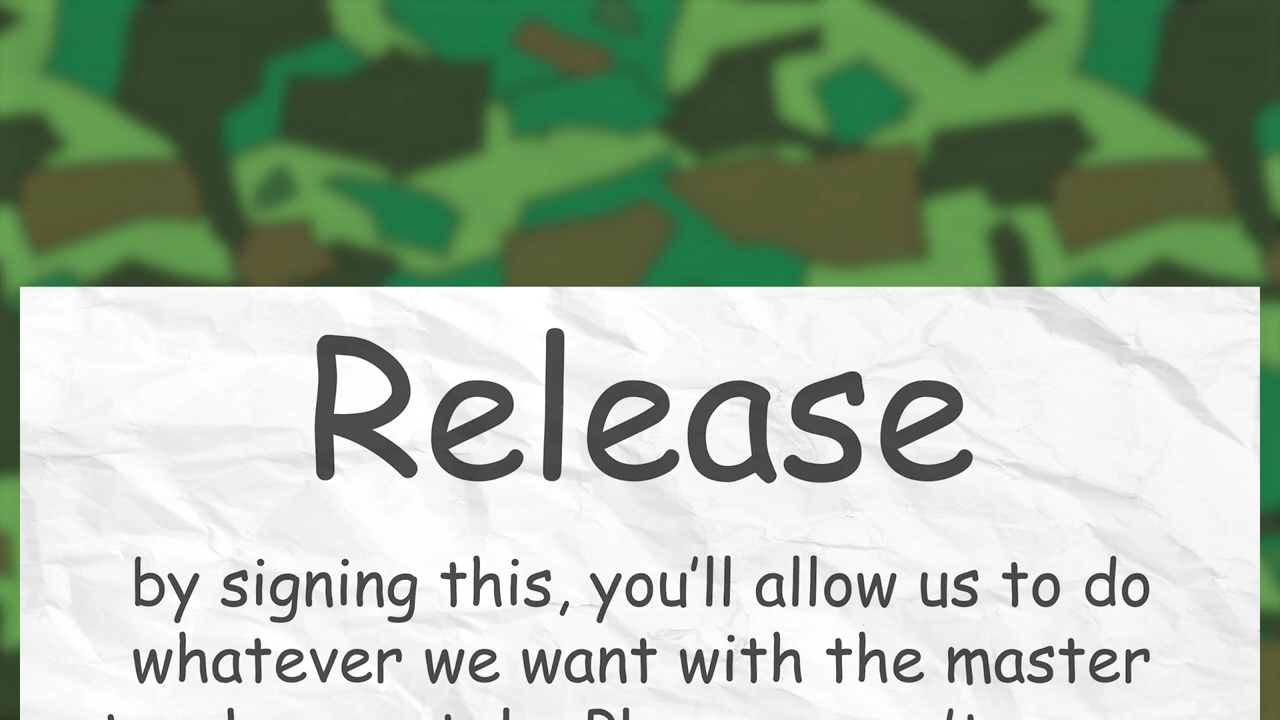 Release
by signing this, you’ll allow us to do
whatever we want with the master